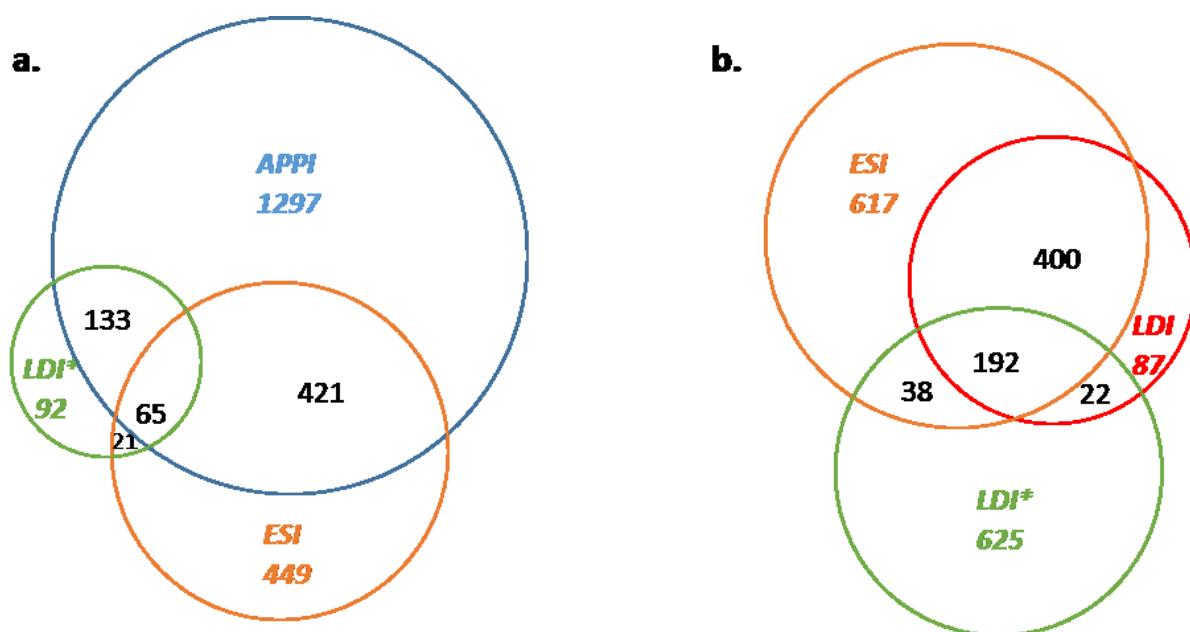 a.
APPI
1297
133
LDI*
92
65
21
421
ESI
449
b.
ESI
617
400
LDI
87
192
38
22
LDI*
625